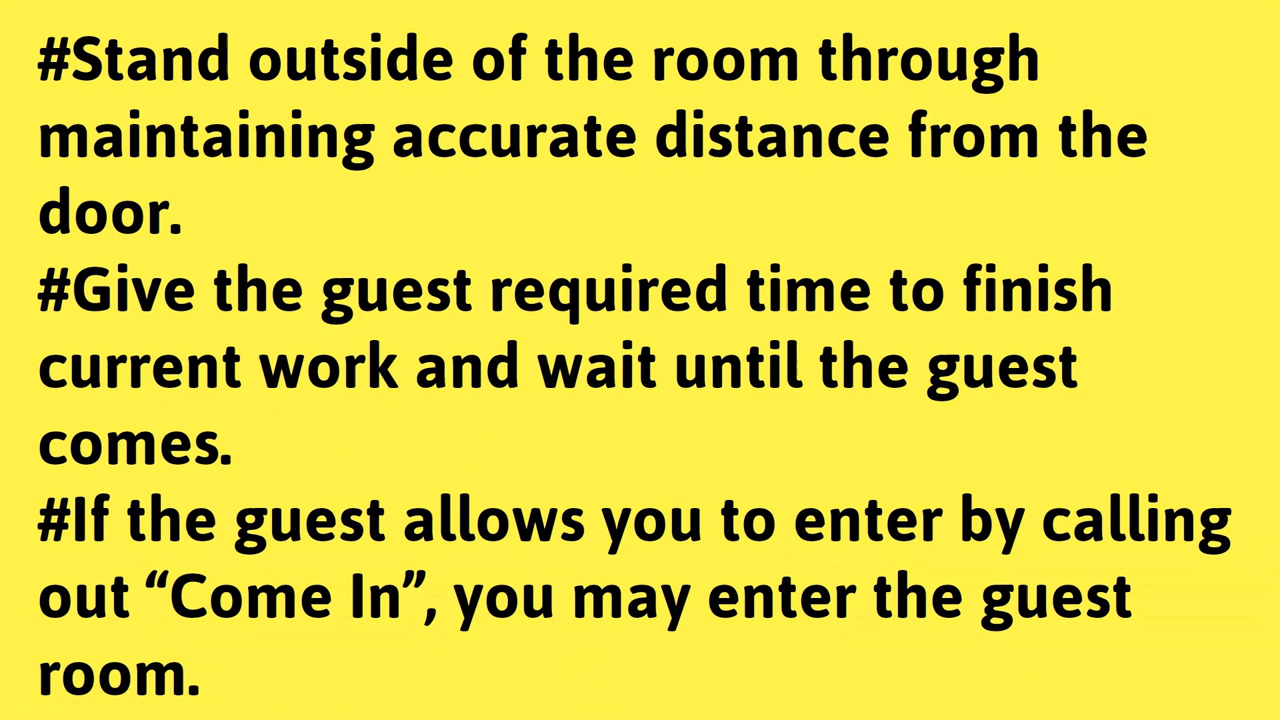 #Stand outside of the room through
maintaining accurate distance from the
door.
#Give the guest required time to finish
current work and wait until the guest
comes.
#If the guest allows you to enter by calling
out “Come In”, you may enter the guest
room.